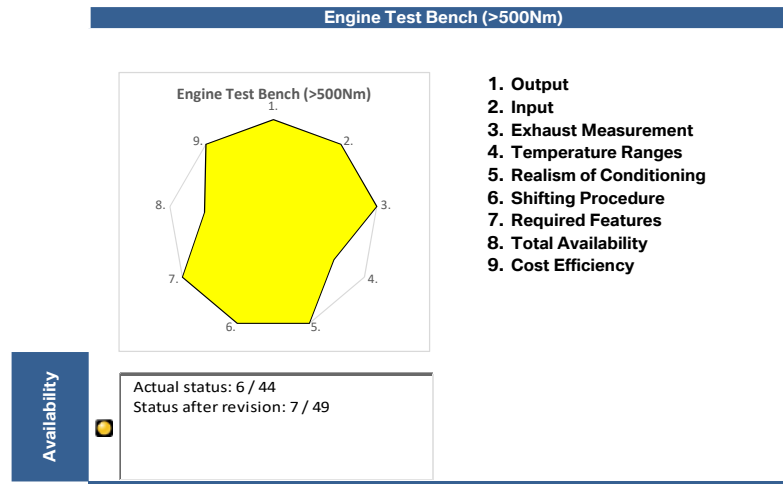 Engine Test Bench (>500Nm)
Engine Test Bench (>500Nm)
1.
2.
3.
4.
5.
6.
7.
8.
9.
1. Output
2. Input
3. Exhaust Measurement
4. Temperature Ranges
5. Realism of Conditioning
6. Shifting Procedure
7. Required Features
8. Total Availability
9. Cost Efficiency
Availability
Actual status: 6 / 44
Status after revision: 7 / 49